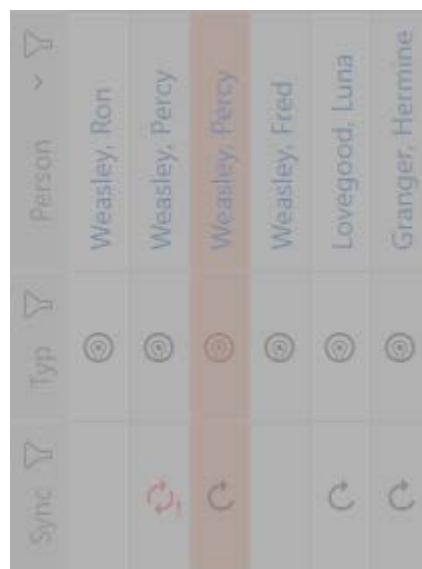 Sync Typ Person
Weasley, Ron
Weasley, Percy
Weasley, Percy
Weasley, Fred
Lovegood, Luna
Granger, Hermine